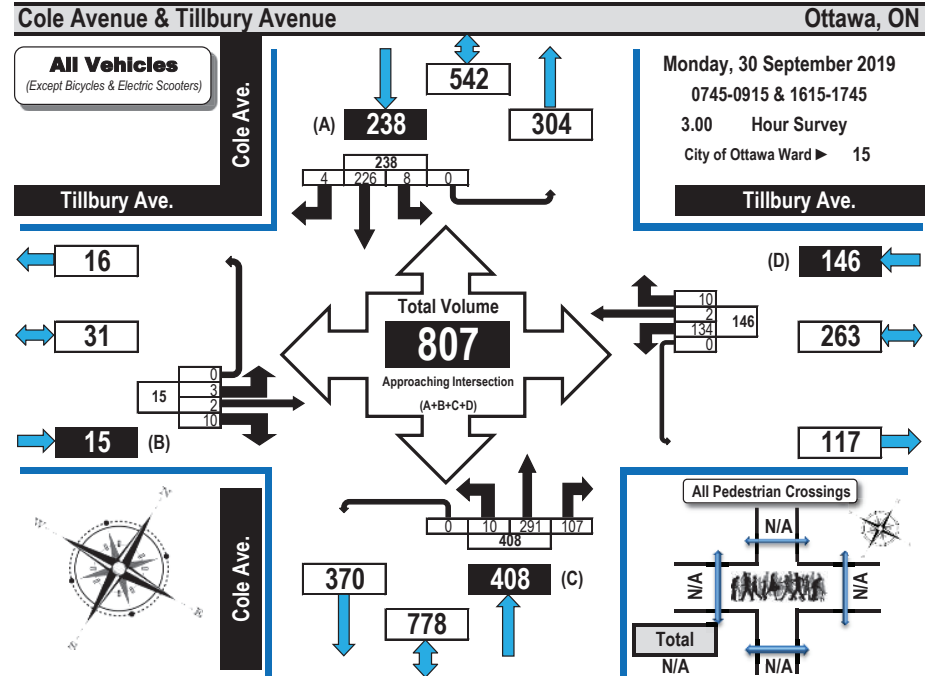 Cole Avenue & Tillbury Avenue
Ottawa, ON
All Vehicles
(Except Bicycles & Electric Scooters)
Cole Ave.
Tillbury Ave.
542
(A)
238
304
238
4
226
8
0
Monday, 30 September 2019
0745-0915 & 1615-1745
3.00
Hour Survey
City of Ottawa Ward ►
15
Tillbury Ave.
16
31
15
(B)
15
0
3
2
10
Total Volume
807
Approaching Intersection
(A+B+C+D)
(D)
146
263
117
10
2
134
0
146
N
E
S
W
Cole Ave.
0
10
291
107
408
370
408
(C)
778
All Pedestrian Crossings
N/A
N/A
N/A
N/A
Total
N/A